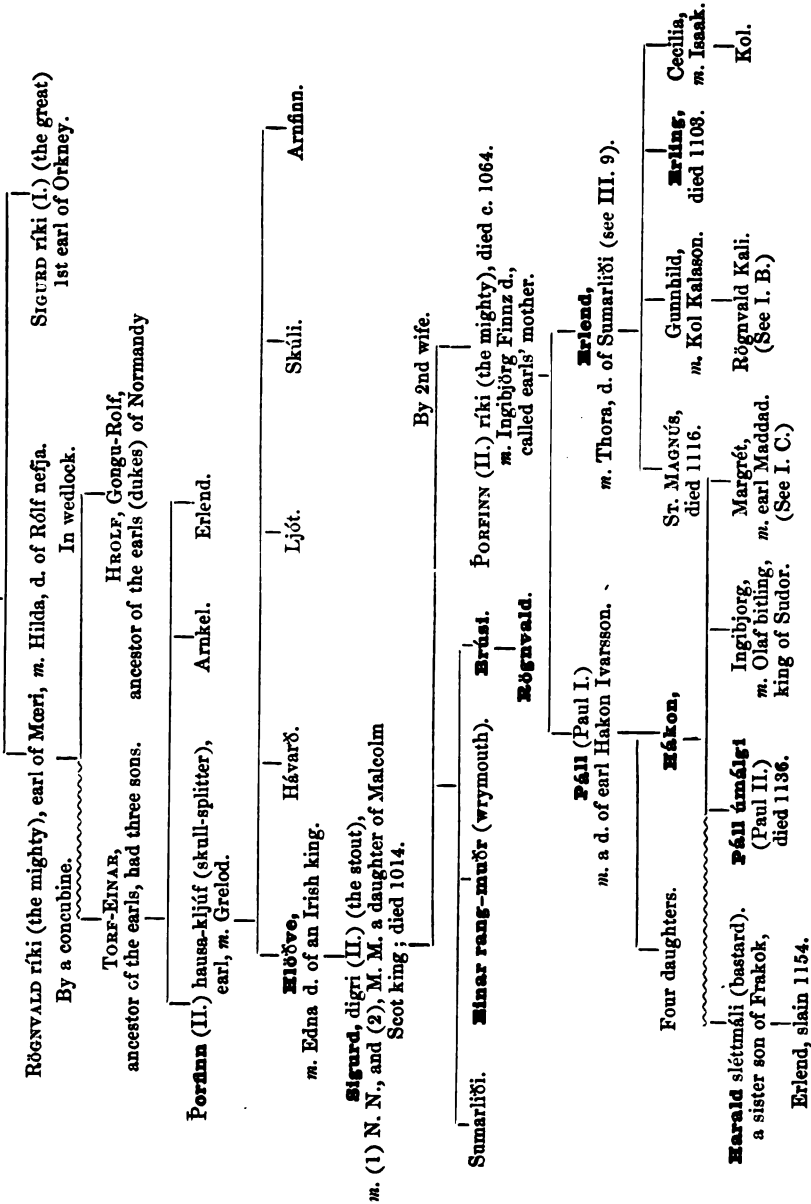 SIGURD ríki (I.) (the great)
1st earl of Orkney.
RÖGNVALD ríki (the mighty), earl of Mœri, m. Hilda, d. of Rólf nefja.
By a concubine.
In wedlock.
TORF-EINAR,
ancestor of the earls, had three sons.
HROLF, Gongu-Rolf,
ancestor of the earls (dukes) of Normandy
Þorfinn (II.) hausa-kljúf (skull-splitter),
earl, m. Grelod.
Arnkel.
Erlend.
Hlöðve,
m. Edna d. of an Irish king.
Hávarð.
Ljót.
Skúli.
Arnfinn.
Sigurd, digri (II.) (the stout),
m. (1) N. N., and (2), M. M. a daughter of Malcolm
Scot king; died 1014.
By 2nd wife.
Sumarliði.
Einar rang-muðr (wrymouth).
Brúsi.
Rögnvald.
ÞORFINN (II.) ríki (the mighty), died c. 1064.
m. Ingibjörg Finnz d.,
called earls' mother.
Páll (Paul I.)
m. a d. of earl Hakon Ivarsson.
Erlend,
m. Thora, d. of Sumarliði (see III. 9).
Four daughters.
Hákon,
ST. MAGNÚS,
died 1116.
Gunnhild,
m. Kol Kalason.
Erling,
died 1103.
Cecilia,
m. Isaak.
Rögnvald Kali.
(See I. B.)
Kol.
Harald sléttmáli (bastard).
a sister son of Frakok,
Páll úmálgi
(Paul II.)
died 1136.
Ingibjorg,
m. Olaf bitling,
king of Sudor.
Margrét,
m. earl Maddad.
(See I. C.)
Erlend, slain 1154.